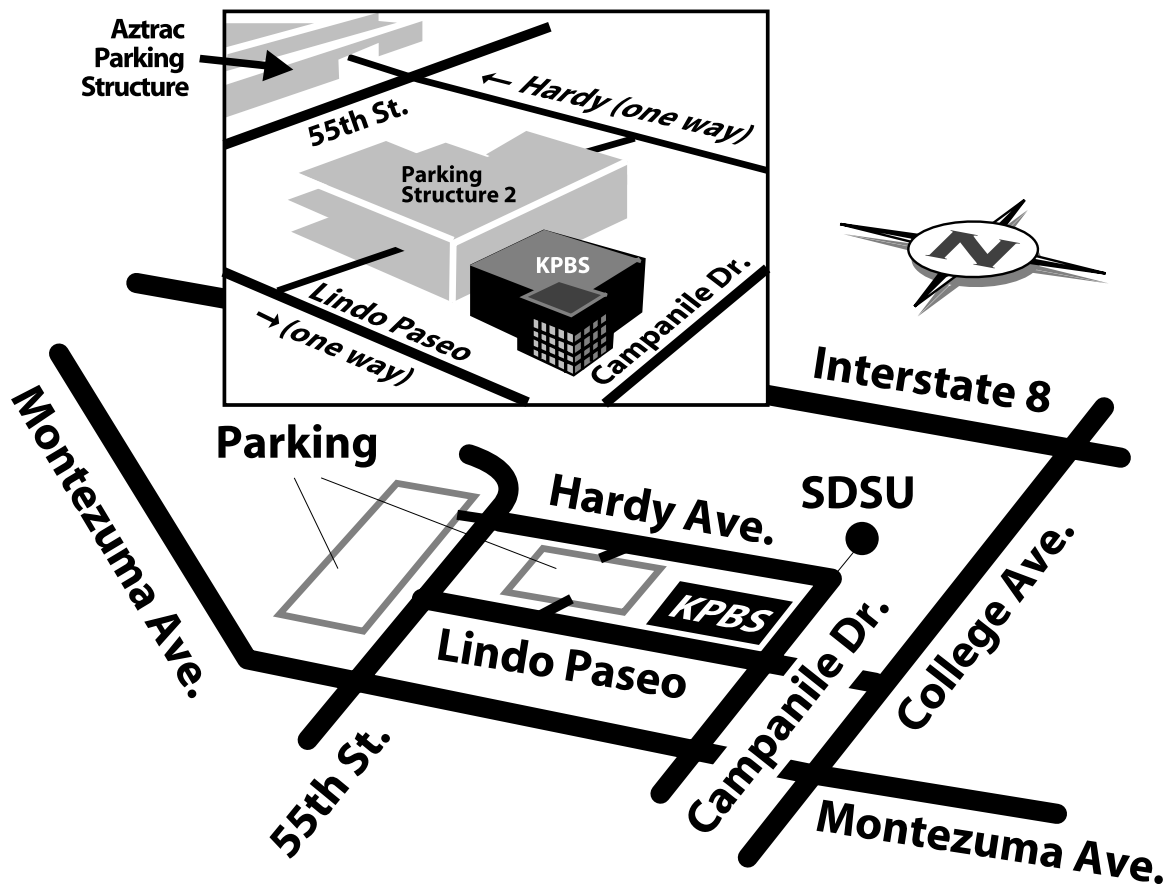 Aztrac
Parking
Structure
55th St.
← Hardy (one way)
Parking
Structure 2
KPBS
Lindo Paseo
→ (one way)
Campanile Dr.
N
Interstate 8
Montezuma Ave.
Parking
Hardy Ave.
SDSU
KPBS
Lindo Paseo
College Ave.
Campanile Dr.
55th St.
Montezuma Ave.